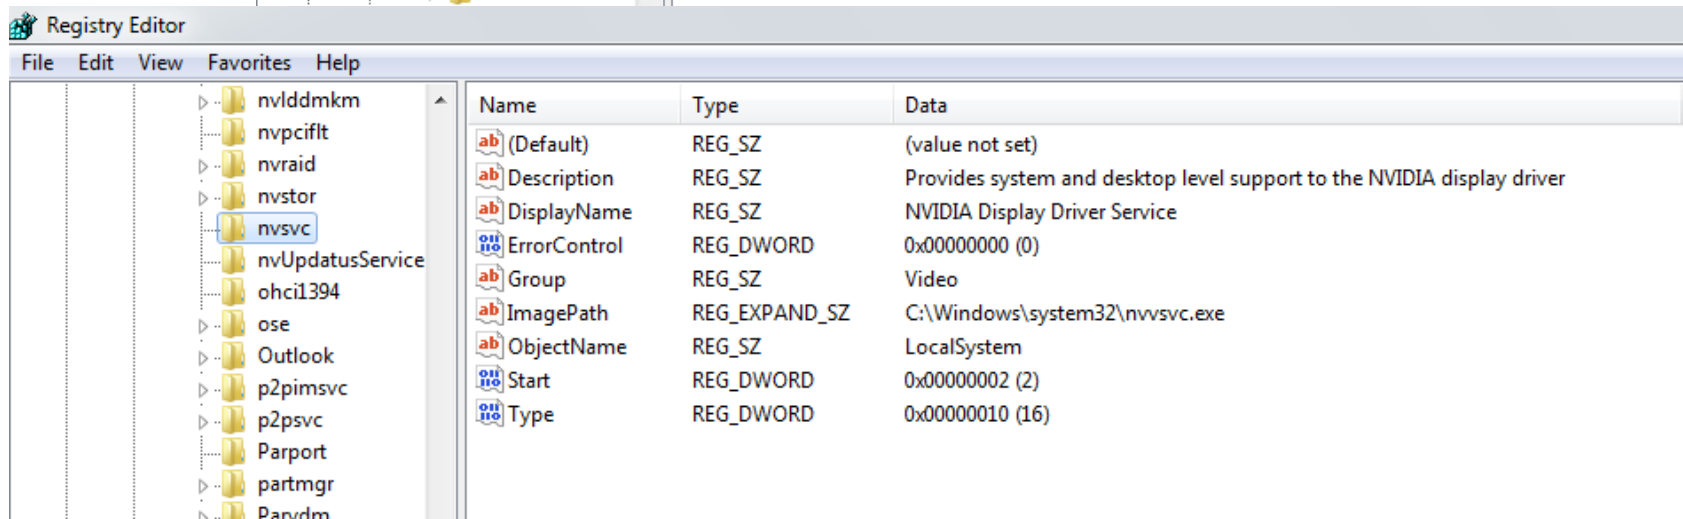 Registry Editor
File Edit View Favorites Help
nvlddmkm
nvpciflt
nvraid
nvstor
nvsvc
nvUpdatusService
ohci1394
ose
Outlook
p2pimsvc
p2psvc
Parport
partmgr
Parvdm
Name Type Data
(Default) REG_SZ (value not set)
Description REG_SZ Provides system and desktop level support to the NVIDIA display driver
DisplayName REG_SZ NVIDIA Display Driver Service
ErrorControl REG_DWORD 0x00000000 (0)
Group REG_SZ Video
ImagePath REG_EXPAND_SZ C:\Windows\system32\nvvsvc.exe
ObjectName REG_SZ LocalSystem
Start REG_DWORD 0x00000002 (2)
Type REG_DWORD 0x00000010 (16)